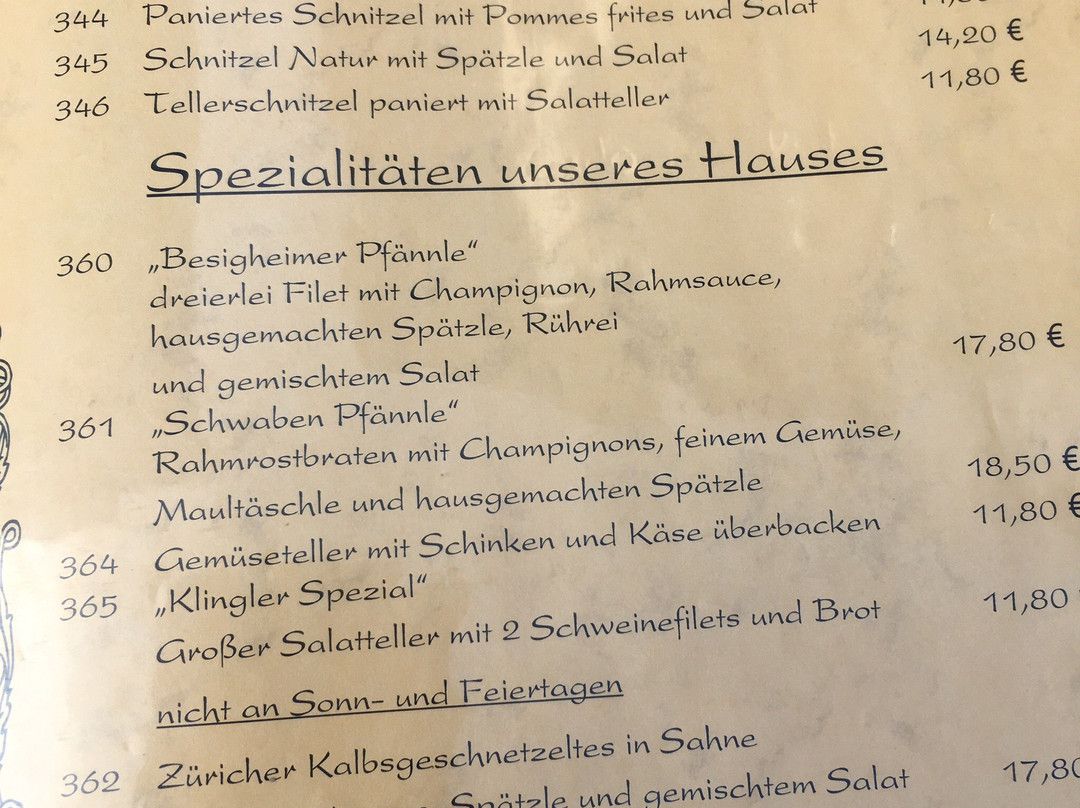 344 Paniertes Schnitzel mit Pommes frites und Salat
345 Schnitzel Natur mit Spätzle und Salat 14,20 €
346 Tellerschnitzel paniert mit Salatteller 11,80 €
Spezialitäten unseres Hauses
360 „Besigheimer Pfännle“
dreierlei Filet mit Champignon, Rahmsauce,
hausgemachten Spätzle, Rührei
und gemischtem Salat 17,80 €
361 „Schwaben Pfännle“
Rahmrostbraten mit Champignons, feinem Gemüse,
Maultäschle und hausgemachten Spätzle 18,50 €
364 Gemüseteller mit Schinken und Käse überbacken 11,80 €
365 „Klingler Spezial“
Großer Salatteller mit 2 Schweinefilets und Brot 11,80
nicht an Sonn- und Feiertagen
362 Züricher Kalbsgeschnetzeltes in Sahne
Spätzle und gemischtem Salat 17,80